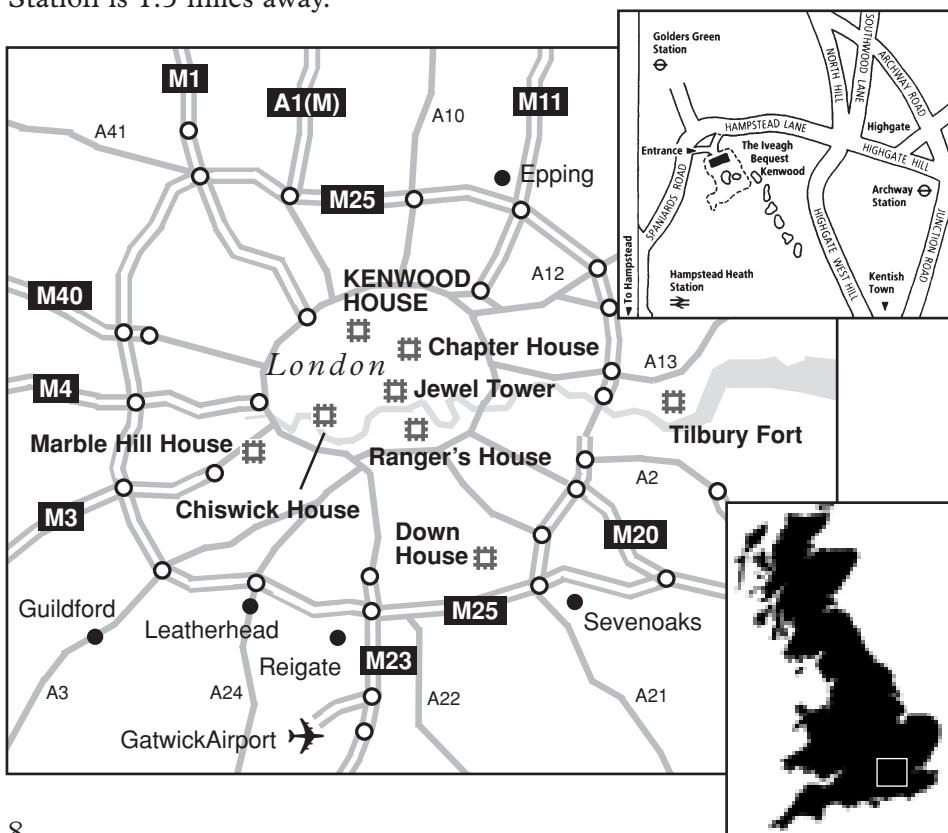 Station is 1.5 miles away.
M1
A1(M)
A10
M11
A41
Epping
M25
A12
M40
KENWOOD
HOUSE
London
Chapter House
A13
M4
Jewel Tower
Tilbury Fort
Marble Hill House
Ranger's House
A2
Chiswick House
M3
Down
House
M20
M25
Guildford
Leatherhead
Sevenoaks
Reigate
M23
A3
A24
A22
A21
GatwickAirport
Golders Green
Station
NORTH HILL
SOUTHWOOD LANE
ARCHWAY ROAD
HAMPSTEAD LANE
Highgate
Entrance
The Iveagh
Bequest
Kenwood
HIGHGATE HILL
SPANIARDS ROAD
Archway
Station
HIGHGATE WEST HILL
JUNCTION ROAD
To Hampstead
Hampstead Heath
Station
Kentish
Town
8